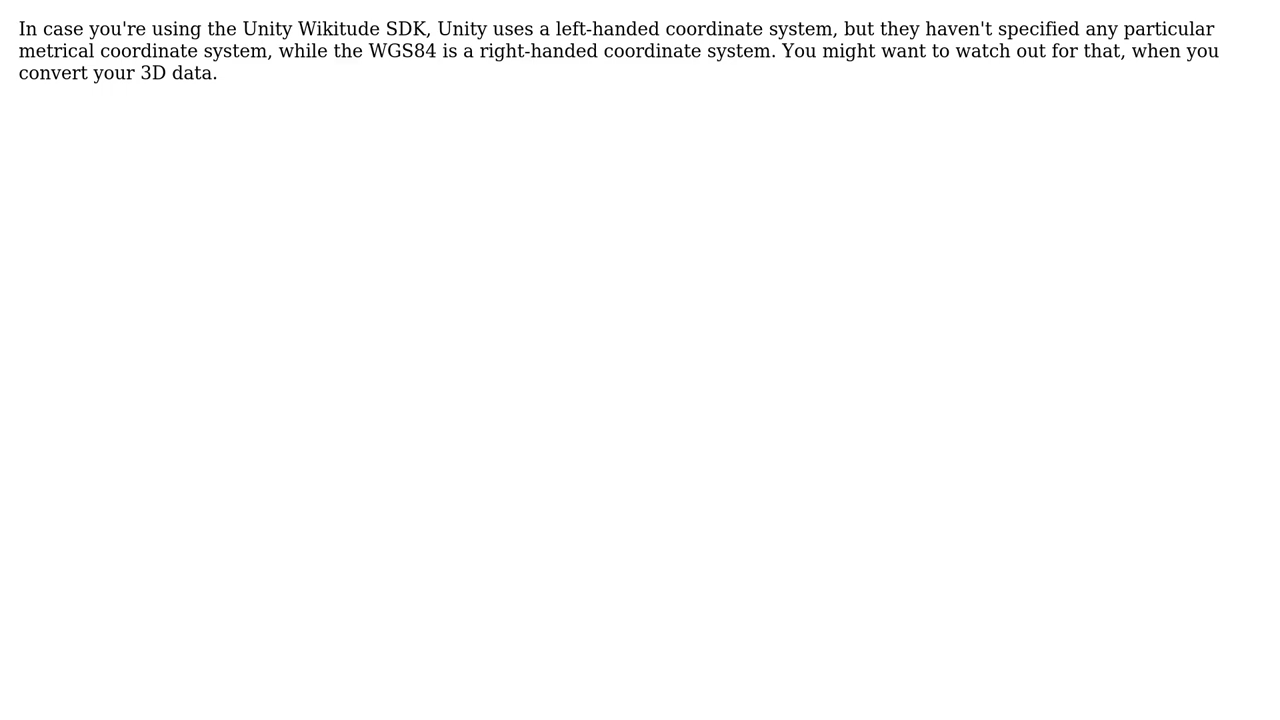 In case you're using the Unity Wikitude SDK, Unity uses a left-handed coordinate system, but they haven't specified any particular
metrical coordinate system, while the WGS84 is a right-handed coordinate system. You might want to watch out for that, when you
convert your 3D data.